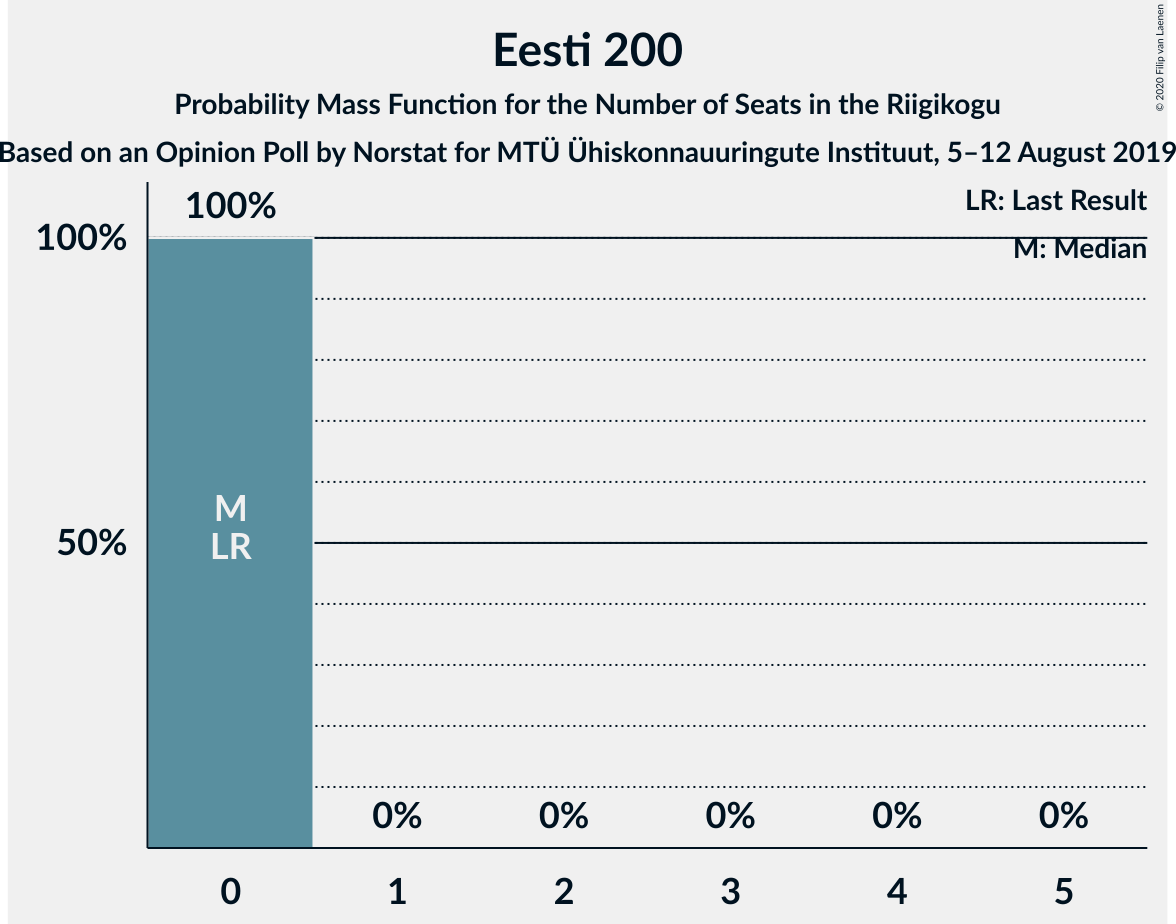 Eesti 200
Probability Mass Function for the Number of Seats in the Riigikogu
Based on an Opinion Poll by Norstat for MTÜ Ühiskonnauuringute Instituut, 5–12 August 2019
© 2020 Filip van Laenen
LR: Last Result
M: Median
100%
100%
50%
M
LR
0% 0% 0% 0% 0%
0 1 2 3 4 5